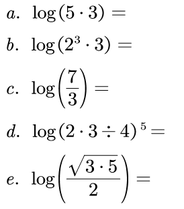 a. log(5 · 3) =
b. log(2³ · 3) =
c. log(7/3) =
d. log(2 · 3 ÷ 4)⁵ =
e. log(√(3 · 5)/2) =